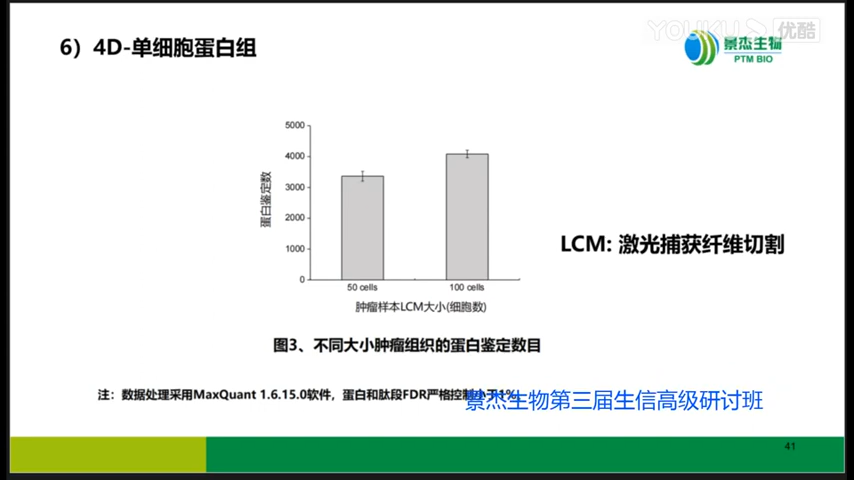 YOUKU 优酷
6）4D-单细胞蛋白组
景杰生物
PTM BIO
5000
4000
3000
2000
1000
0
蛋白鉴定数
50 cells
100 cells
肿瘤样本LCM大小(细胞数)
LCM: 激光捕获纤维切割
图3、不同大小肿瘤组织的蛋白鉴定数目
注：数据处理采用MaxQuant 1.6.15.0软件，蛋白和肽段FDR严格控制小于1%
景杰生物第三届生信高级研讨班
41